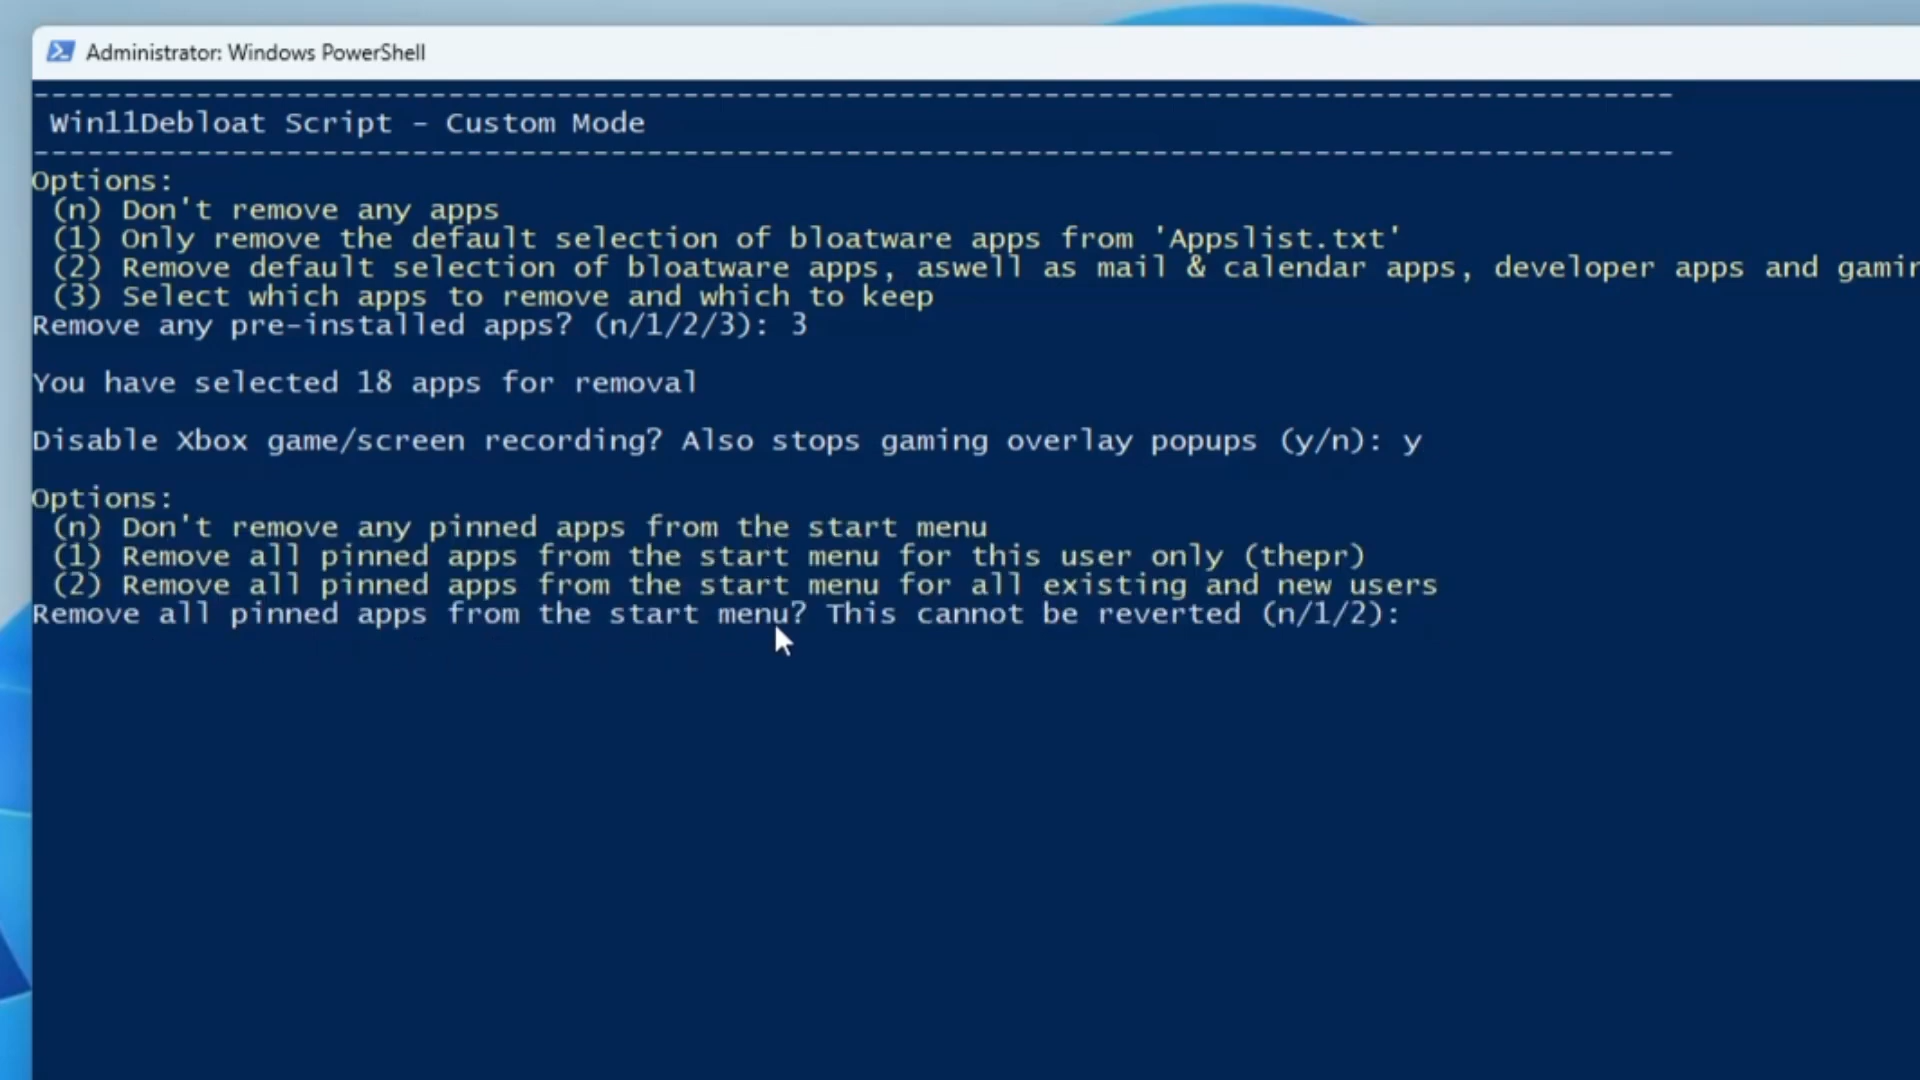 Administrator: Windows PowerShell
-------------------------------------------------------------------------------------------
Win11Debloat Script - Custom Mode
-------------------------------------------------------------------------------------------
Options:
(n) Don't remove any apps
(1) Only remove the default selection of bloatware apps from 'Appslist.txt'
(2) Remove default selection of bloatware apps, aswell as mail & calendar apps, developer apps and
(3) Select which apps to remove and which to keep
Remove any pre-installed apps? (n/1/2/3): 3
You have selected 18 apps for removal
Disable Xbox game/screen recording? Also stops gaming overlay popups (y/n): y
Options:
(n) Don't remove any pinned apps from the start menu
(1) Remove all pinned apps from the start menu for this user only (thepr)
(2) Remove all pinned apps from the start menu for all existing and new users
Remove all pinned apps from the start menu? This cannot be reverted (n/1/2):